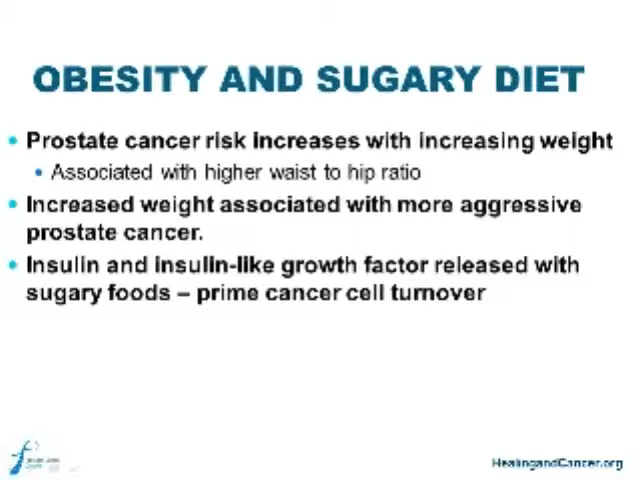 OBESITY AND SUGARY DIET
Prostate cancer risk increases with increasing weight
Associated with higher waist to hip ratio
Increased weight associated with more aggressive
prostate cancer.
Insulin and insulin-like growth factor released with
sugary foods – prime cancer cell turnover
HealingandCancer.org